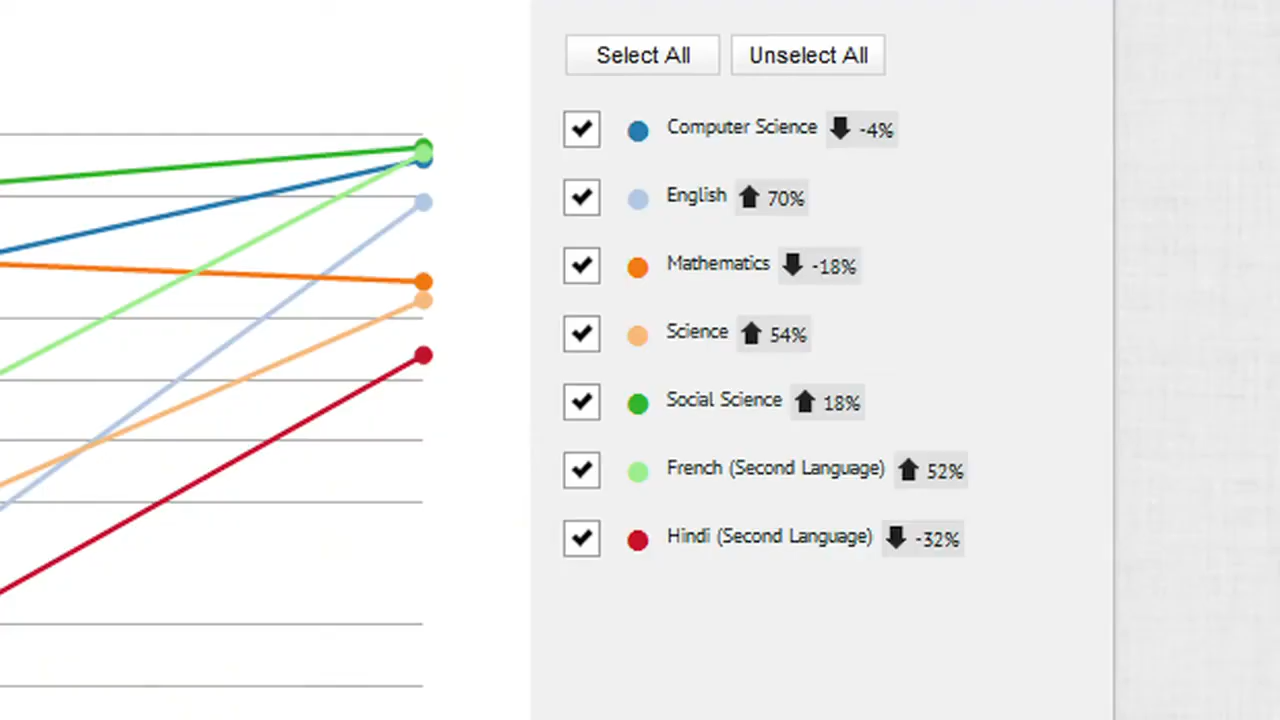 Select All Unselect All
Computer Science -4%
English 70%
Mathematics -18%
Science 54%
Social Science 18%
French (Second Language) 52%
Hindi (Second Language) -32%